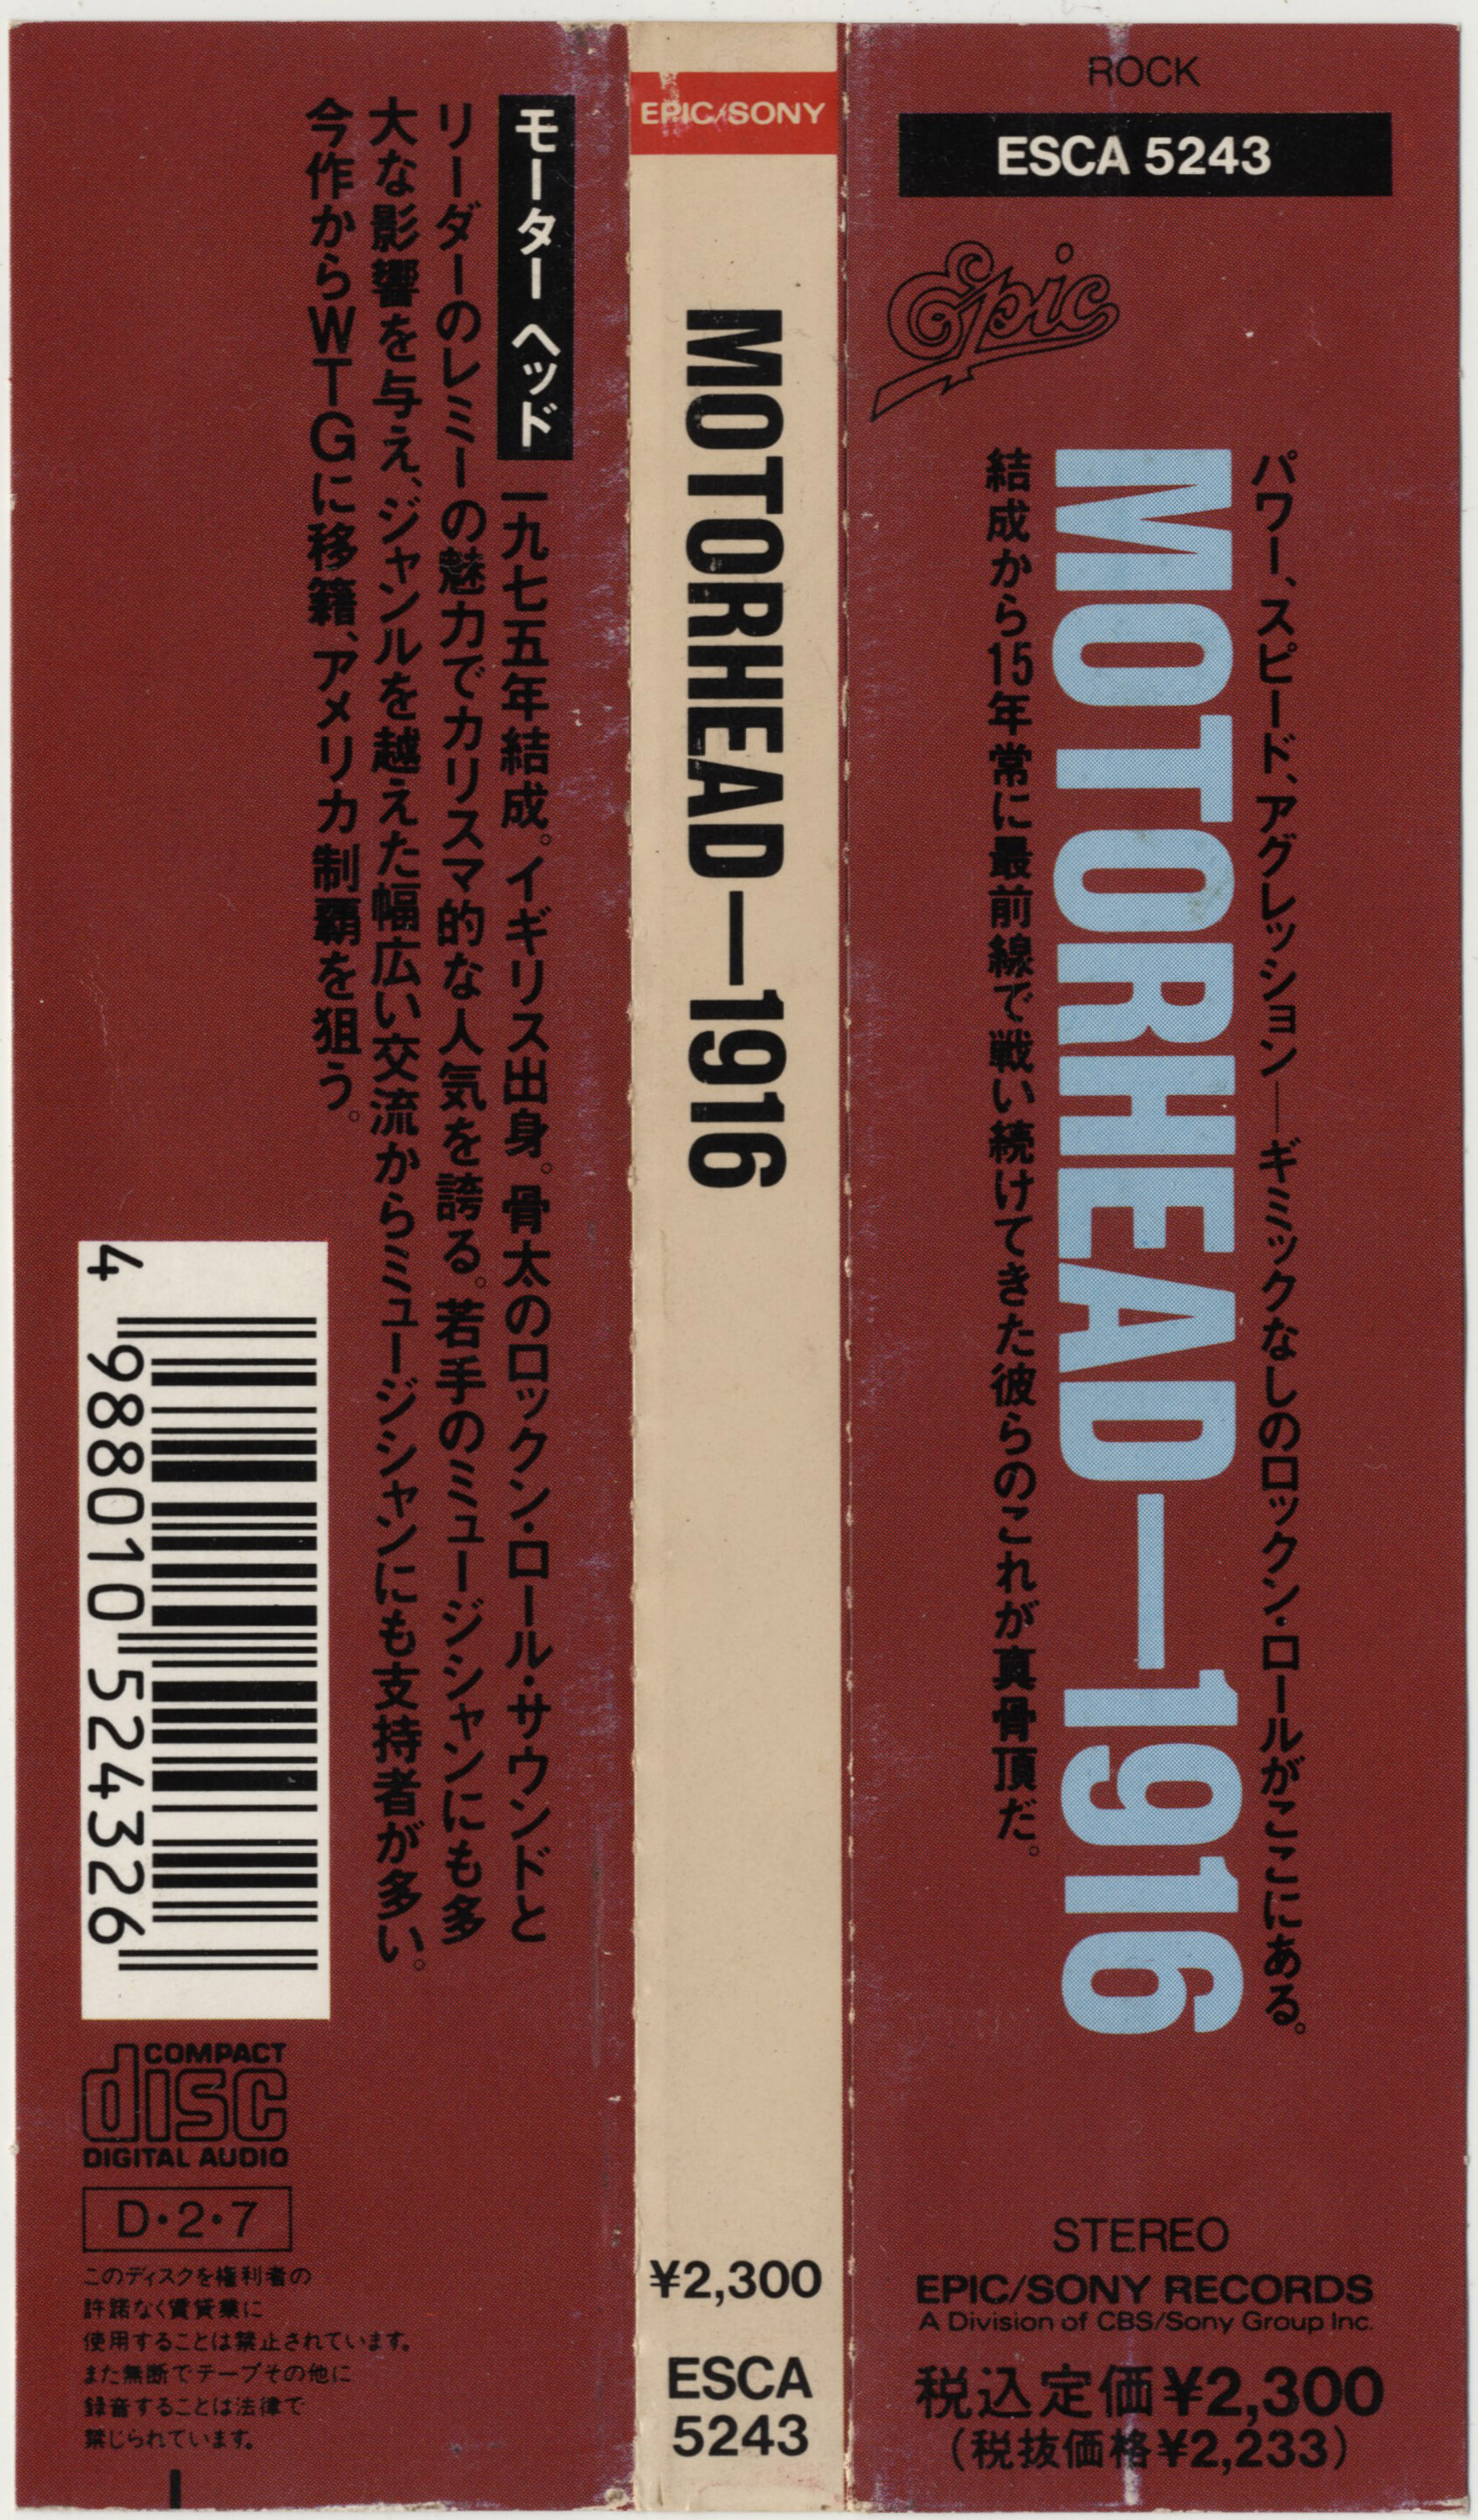 ROCK
ESCA 5243
Epic
パワー、スピード、アグレッション—ギミックなしのロックン・ロールがここにある。
MOTORHEAD—1916
結成から15年常に最前線で戦い続けてきた彼らのこれが真骨頂だ。
STEREO
EPIC/SONY RECORDS
A Division of CBS/Sony Group Inc.
税込定価¥2,300
(税抜価格¥2,233)
EPIC/SONY
MOTORHEAD—1916
¥2,300
ESCA
5243
モーターヘッド 一九七五年結成。イギリス出身。骨太のロックン・ロール・サウンドと
リーダーのレミーの魅力でカリスマ的な人気を誇る。若手のミュージシャンにも多
大な影響を与え、ジャンルを越えた幅広い交流からミュージシャンにも支持者が多い。
今作からWTGに移籍、アメリカ制覇を狙う。
4 988010 524326
COMPACT
disc
DIGITAL AUDIO
D・2・7
このディスクを権利者の
許諾なく賃貸業に
使用することは禁止されています。
また無断でテープその他に
録音することは法律で
禁じられています。